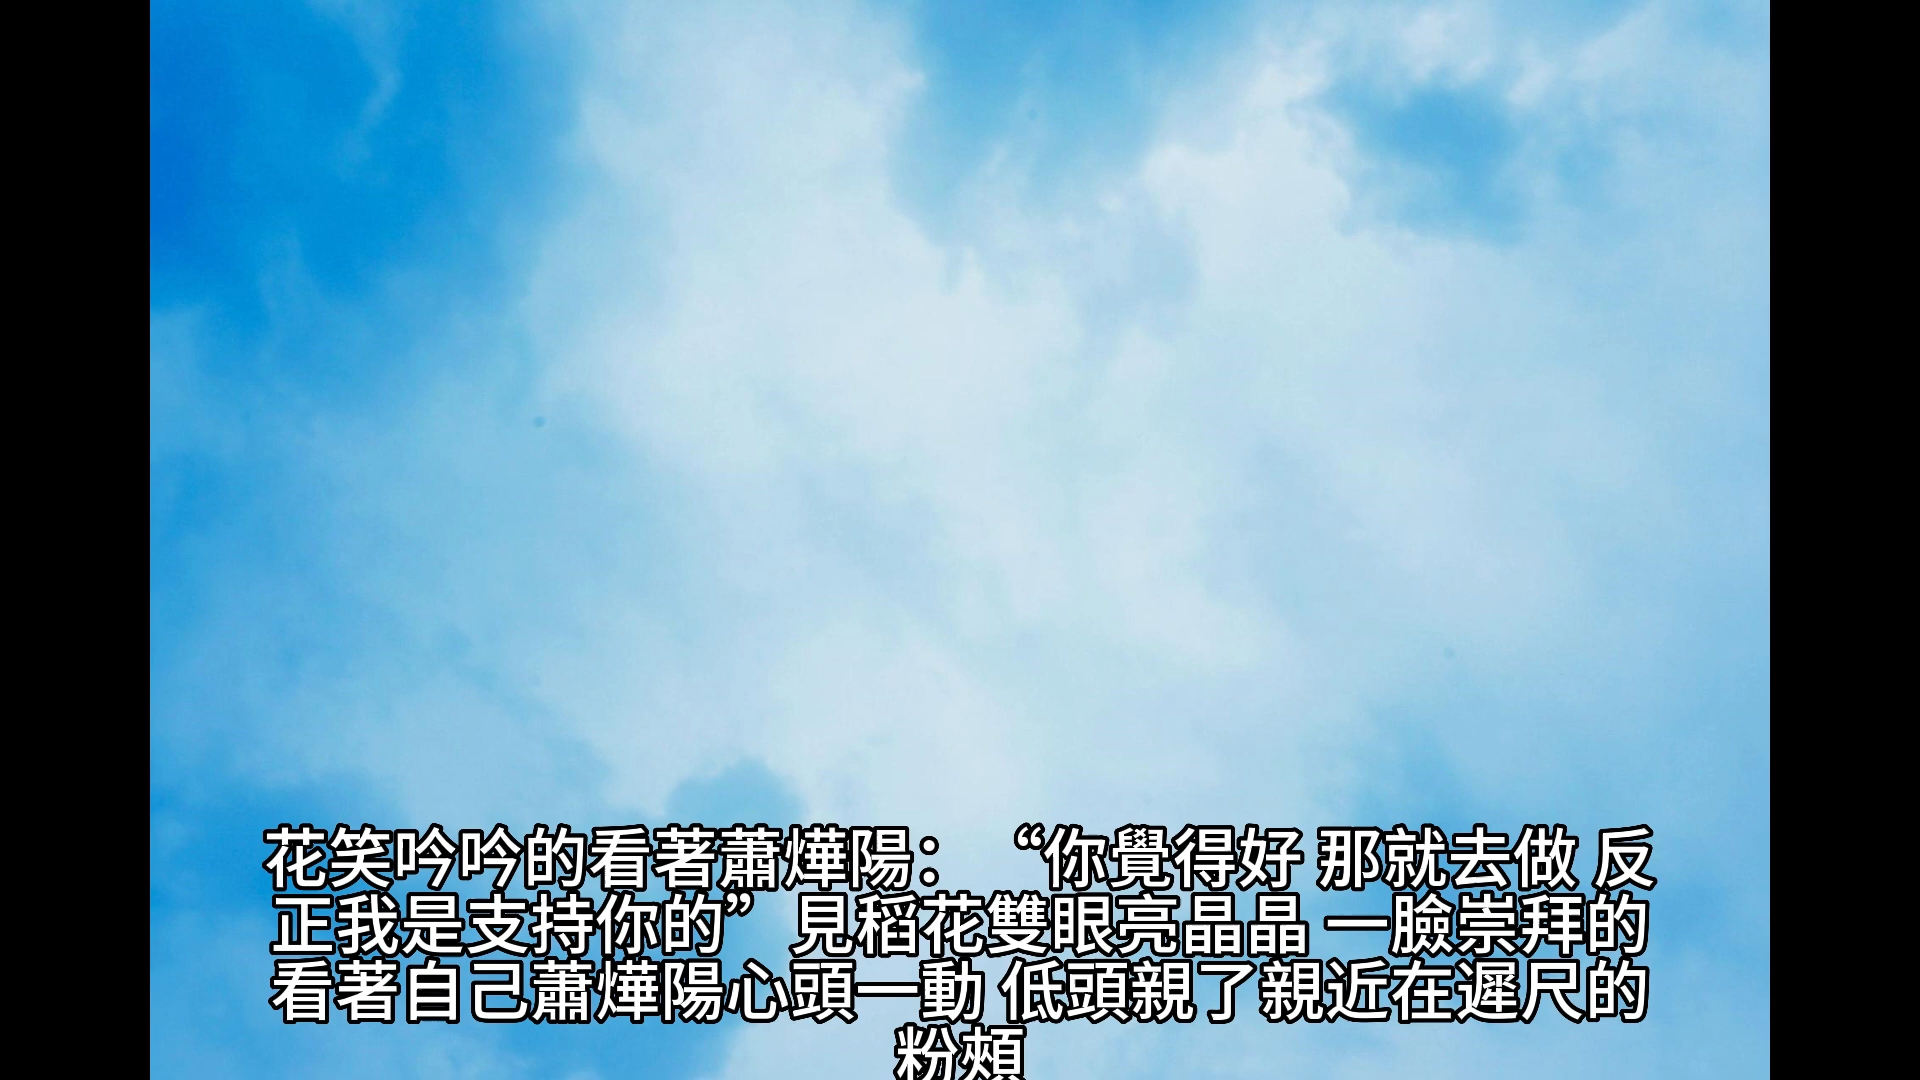 花笑吟吟的看著蕭燁陽：“你覺得好 那就去做 反
正我是支持你的”見稻花雙眼亮晶晶 一臉崇拜的
看著自己蕭燁陽心頭一動 低頭親了親近在遲尺的
粉頰